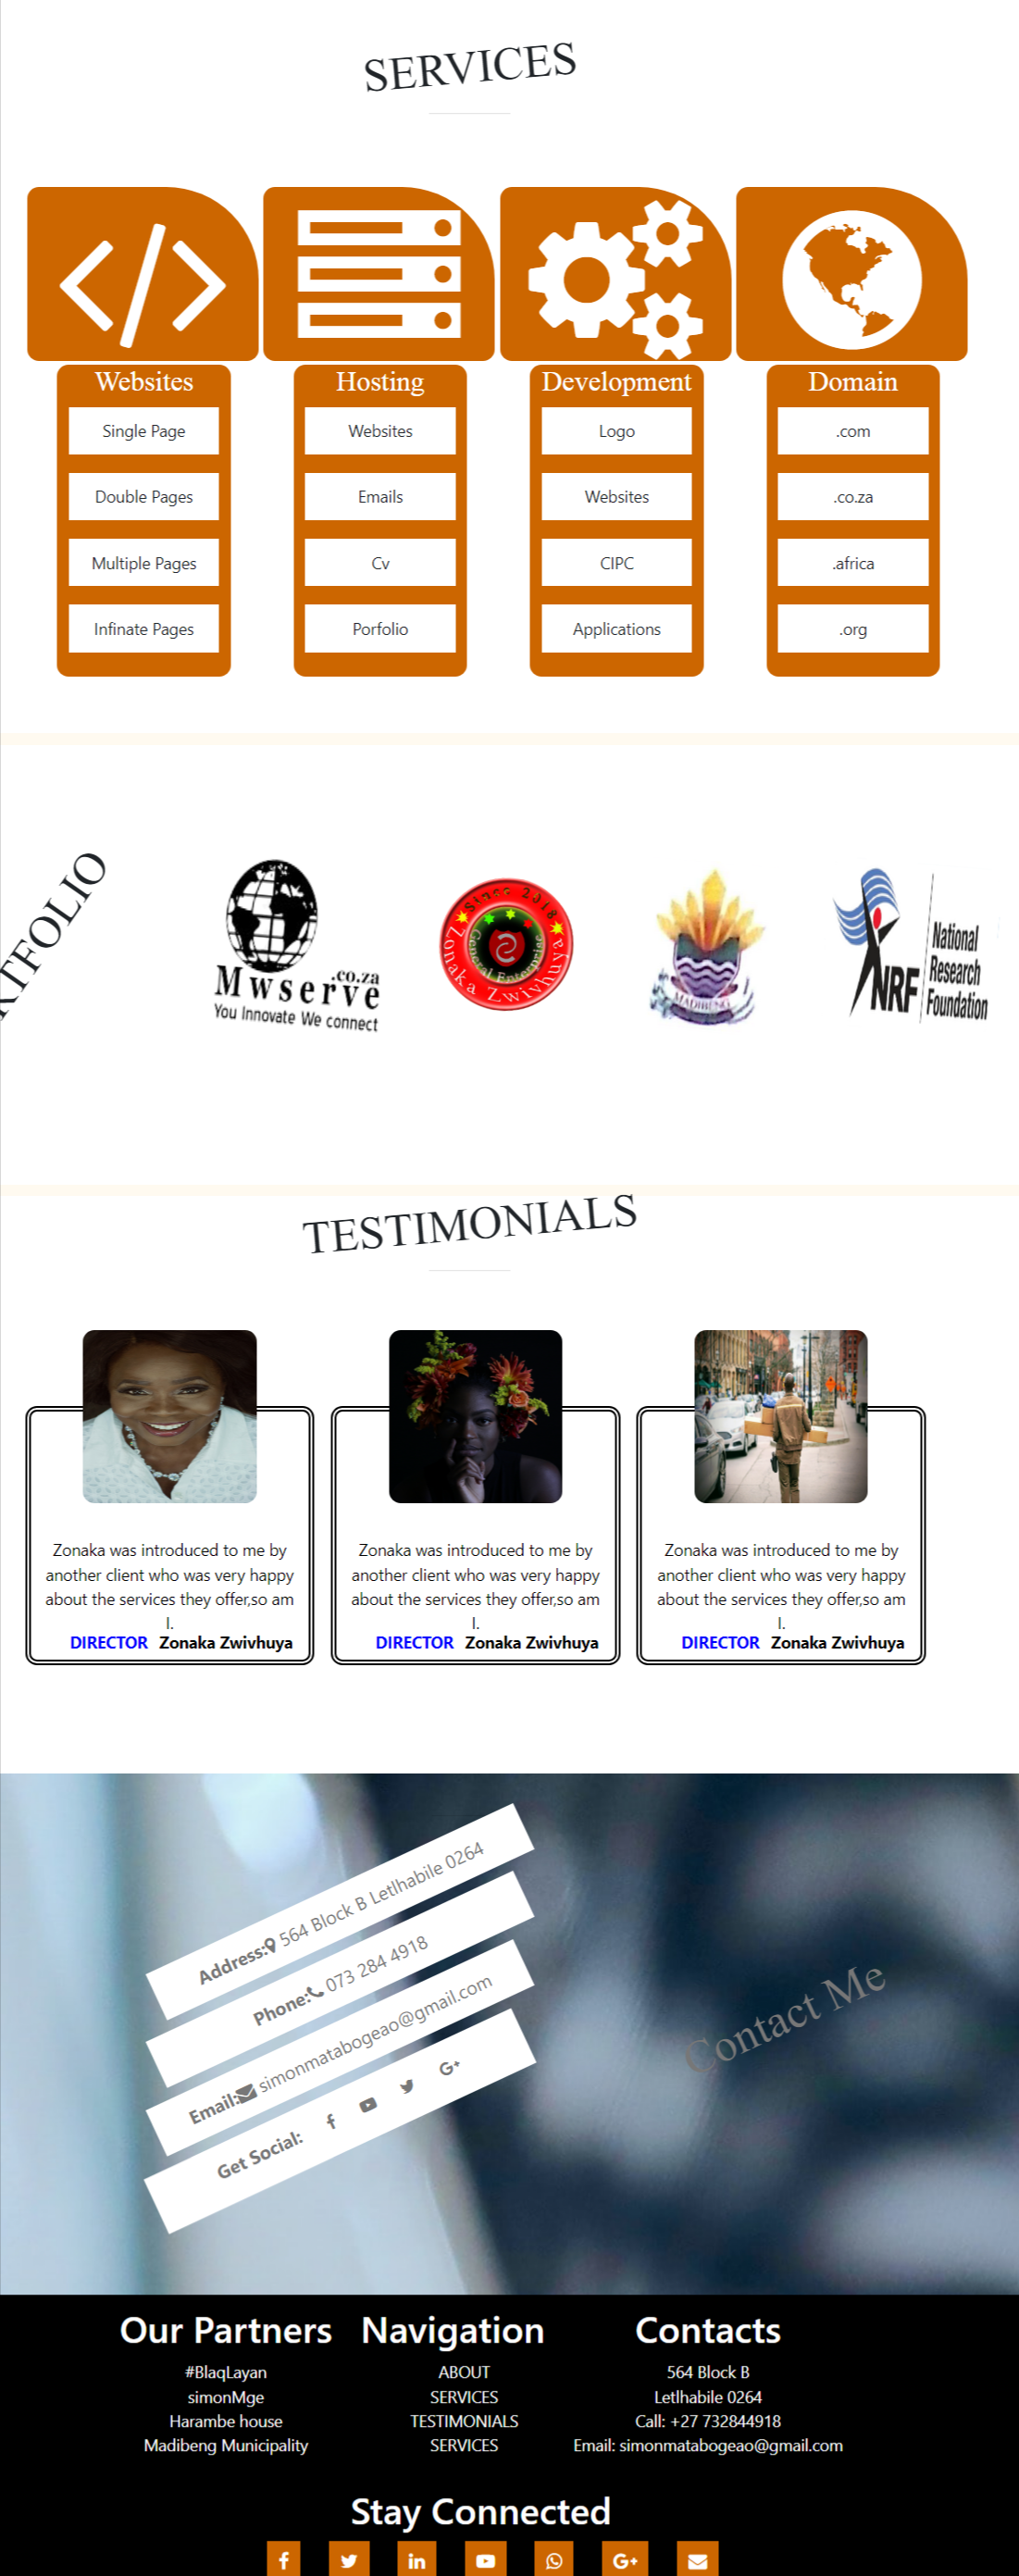 SERVICES
Websites
Single Page
Double Pages
Multiple Pages
Infinate Pages
Hosting
Websites
Emails
Cv
Porfolio
Development
Logo
Websites
CIPC
Applications
Domain
.com
.co.za
.africa
.org
TFOLIO
Mwserve
.co.za
You Innovate We connect
Since 2018
General Enterprise
Zonaka Zwivhuya
MADIBENG
NRF
National
Research
Foundation
TESTIMONIALS
Zonaka was introduced to me by
another client who was very happy
about the services they offer,so am
I.
DIRECTOR Zonaka Zwivhuya
Zonaka was introduced to me by
another client who was very happy
about the services they offer,so am
I.
DIRECTOR Zonaka Zwivhuya
Zonaka was introduced to me by
another client who was very happy
about the services they offer,so am
I.
DIRECTOR Zonaka Zwivhuya
Address: 564 Block B Letlhabile 0264
Phone: 073 284 4918
Email: simonmatabogeao@gmail.com
Get Social:
Contact Me
Our Partners
#BlaqLayan
simonMge
Harambe house
Madibeng Municipality
Navigation
ABOUT
SERVICES
TESTIMONIALS
SERVICES
Contacts
564 Block B
Letlhabile 0264
Call: +27 732844918
Email: simonmatabogeao@gmail.com
Stay Connected